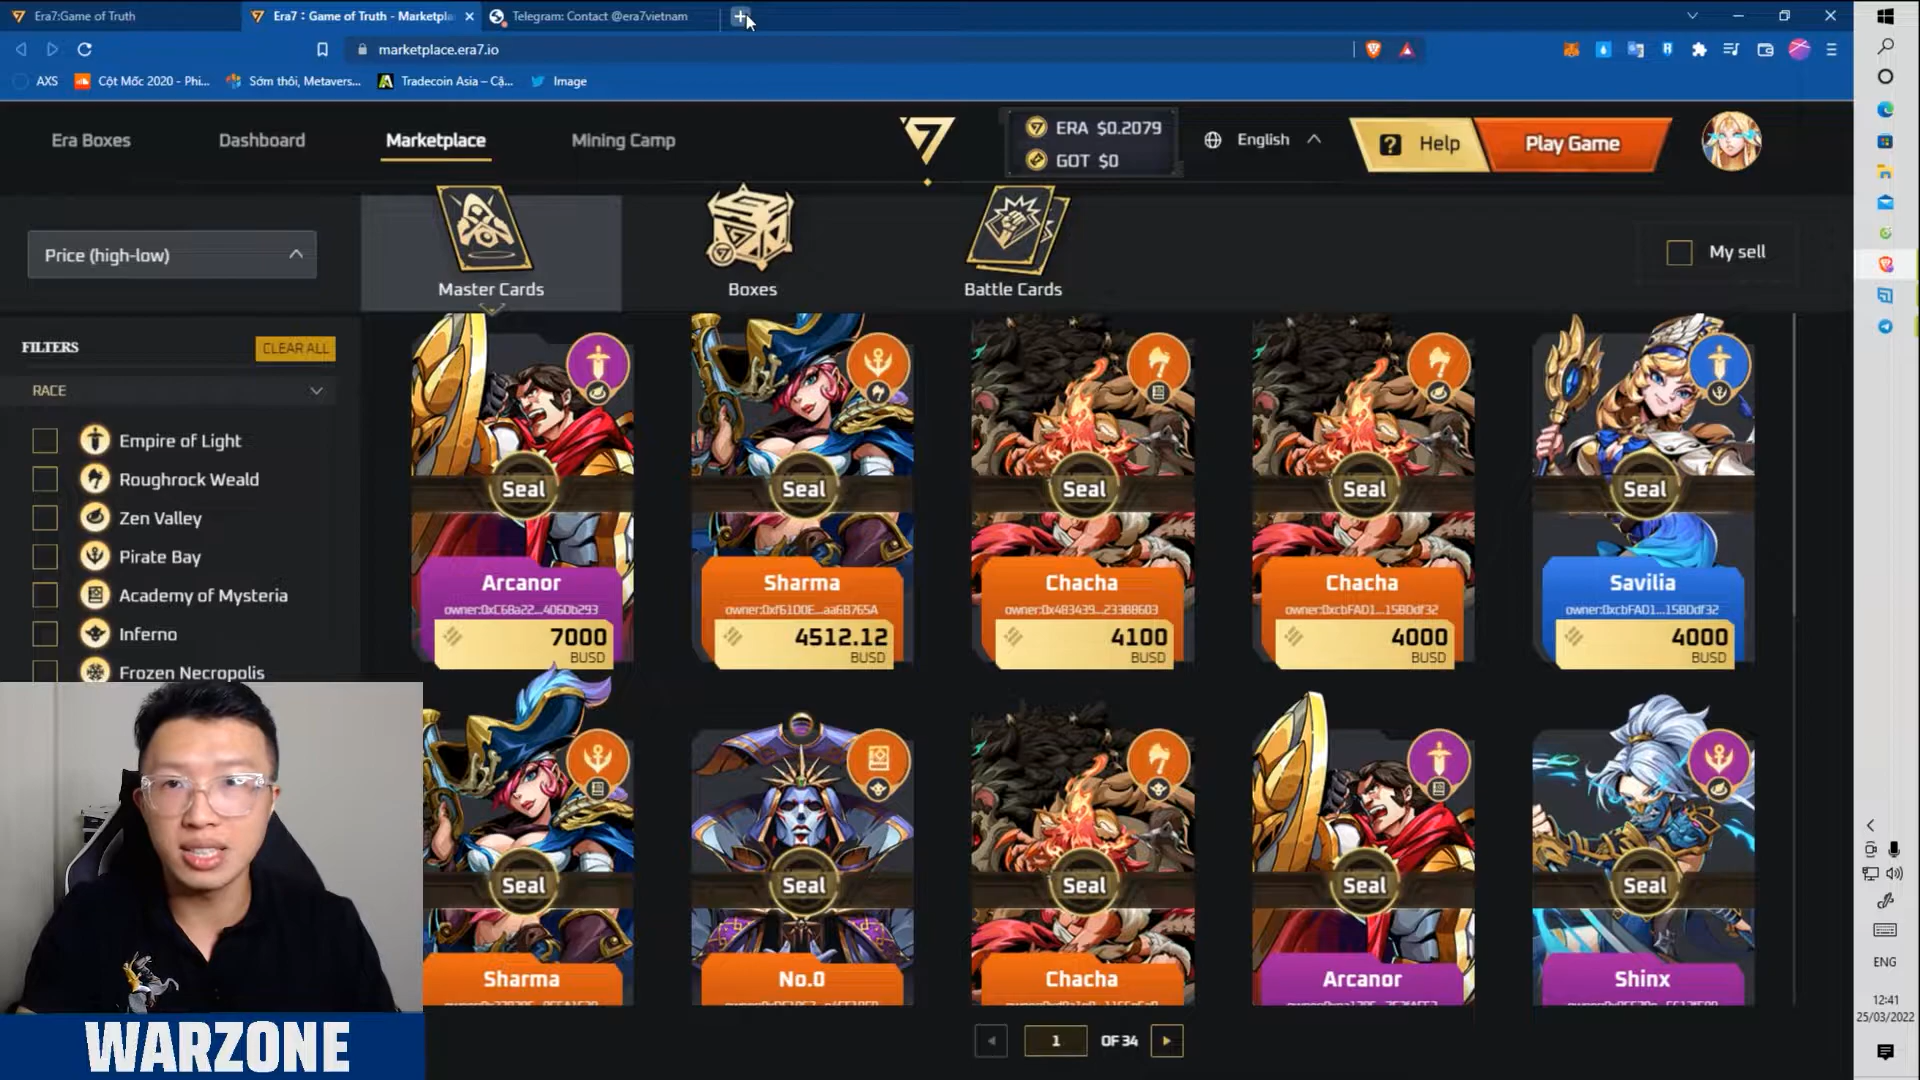 Era7:Game of Truth
Era7 : Game of Truth - Marketpla
Telegram: Contact @era7vietnam
marketplace.era7.io
AXS
Cột Mốc 2020 - Phi...
Sớm thôi, Metavers...
Tradecoin Asia – Cậ...
Image
Era Boxes
Dashboard
Marketplace
Mining Camp
ERA $0.2079
GOT $0
English
? Help
Play Game
Price (high-low)
Master Cards
Boxes
Battle Cards
My sell
FILTERS
CLEAR ALL
RACE
Empire of Light
Roughrock Weald
Zen Valley
Pirate Bay
Academy of Mysteria
Inferno
Frozen Necropolis
Seal
Seal
Seal
Seal
Seal
Arcanor
Sharma
Chacha
Chacha
Savilia
owner:0xC68a22...406Db293
owner:0xf61D0E...aa6B765A
owner:0x483439...23388603
owner:0xcbFAD1...15BDdf32
owner:0xcbFAD1...15BDdf32
7000
BUSD
4512.12
BUSD
4100
BUSD
4000
BUSD
4000
BUSD
Seal
Seal
Seal
Seal
Seal
Sharma
No.0
Chacha
Arcanor
Shinx
1
OF 34
WARZONE
ENG
12:41
25/03/2022